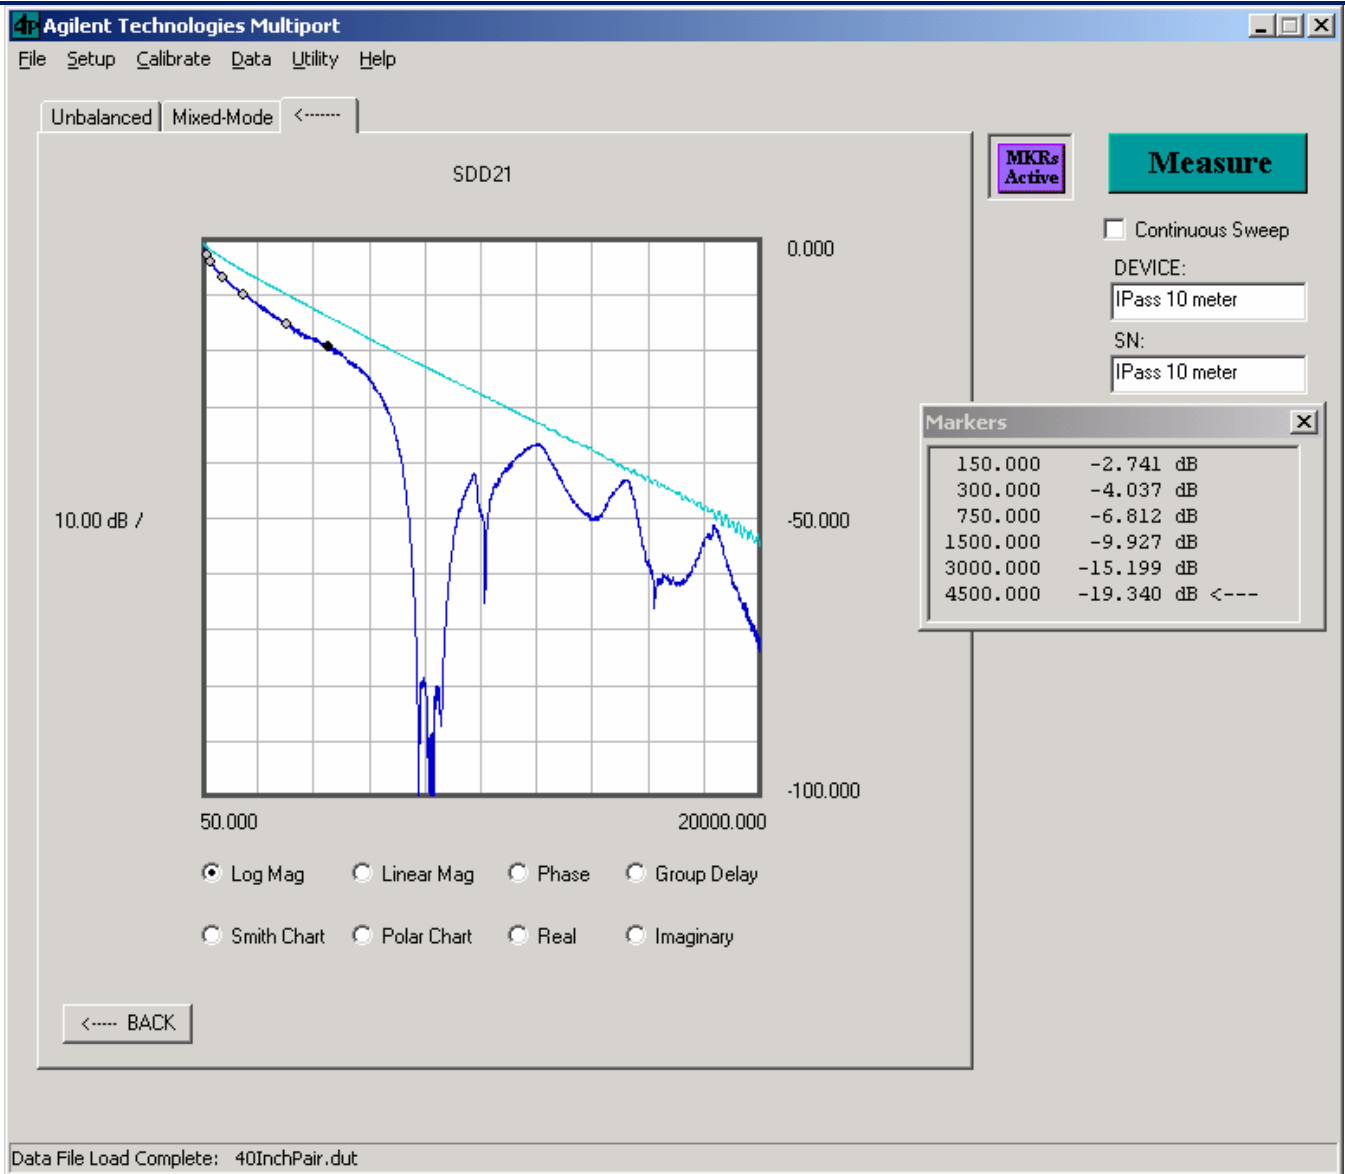 4P Agilent Technologies Multiport
File Setup Calibrate Data Utility Help
Unbalanced Mixed-Mode <-------
SDD21
MKRs
Active
Measure
Continuous Sweep
DEVICE:
IPass 10 meter
SN:
IPass 10 meter
0.000
10.00 dB /
-50.000
-100.000
50.000 20000.000
Markers
150.000 -2.741 dB
300.000 -4.037 dB
750.000 -6.812 dB
1500.000 -9.927 dB
3000.000 -15.199 dB
4500.000 -19.340 dB <---
Log Mag Linear Mag Phase Group Delay
Smith Chart Polar Chart Real Imaginary
<----- BACK
Data File Load Complete: 40InchPair.dut